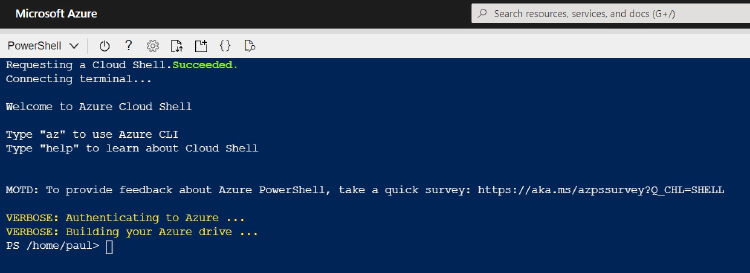 Microsoft Azure
Search resources, services, and docs (G+/)
PowerShell
Requesting a Cloud Shell.Succeeded.
Connecting terminal...
Welcome to Azure Cloud Shell
Type "az" to use Azure CLI
Type "help" to learn about Cloud Shell
MOTD: To provide feedback about Azure PowerShell, take a quick survey: https://aka.ms/azpssurvey?Q_CHL=SHELL
VERBOSE: Authenticating to Azure ...
VERBOSE: Building your Azure drive ...
PS /home/paul>